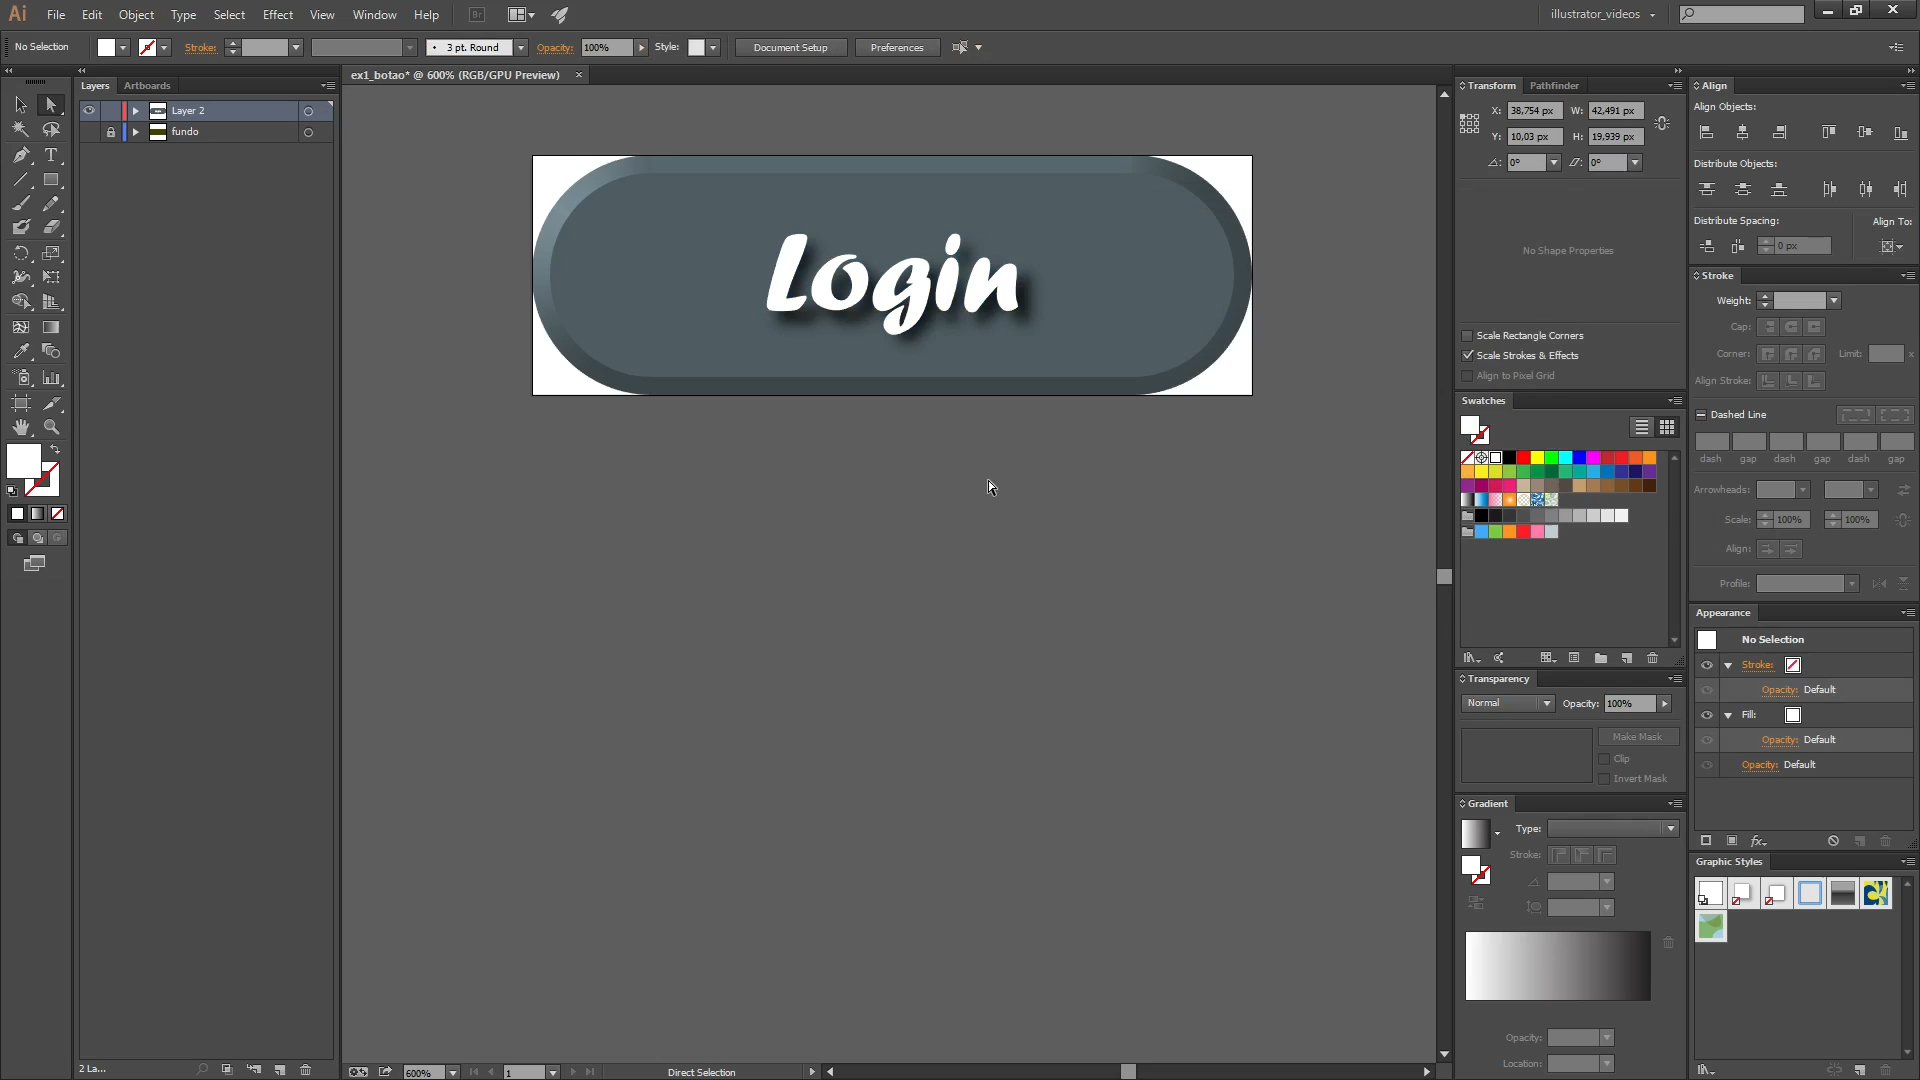 Ai File Edit Object Type Select Effect View Window Help Br illustrator_videos
No Selection Stroke: 3 pt. Round Opacity: 100% Style: Document Setup Preferences
Layers Artboards
Layer 2
fundo
2 La...
ex1_botao* @ 600% (RGB/GPU Preview)
Login
600% 1 Direct Selection
Transform Pathfinder
X: 38,754 px W: 42,491 px
Y: 10,03 px H: 19,939 px
0° 0°
No Shape Properties
Scale Rectangle Corners
Scale Strokes & Effects
Align to Pixel Grid
Swatches
Transparency
Normal Opacity: 100%
Make Mask
Clip
Invert Mask
Gradient
Type:
Stroke:
Opacity:
Location:
Align
Align Objects:
Distribute Objects:
Distribute Spacing: Align To:
0 px
Stroke
Weight:
Cap:
Corner: Limit: x
Align Stroke:
Dashed Line
dash gap dash gap dash gap
Arrowheads:
Scale: 100% 100%
Align:
Profile:
Appearance
No Selection
Stroke:
Opacity: Default
Fill:
Opacity: Default
Opacity: Default
fx
Graphic Styles